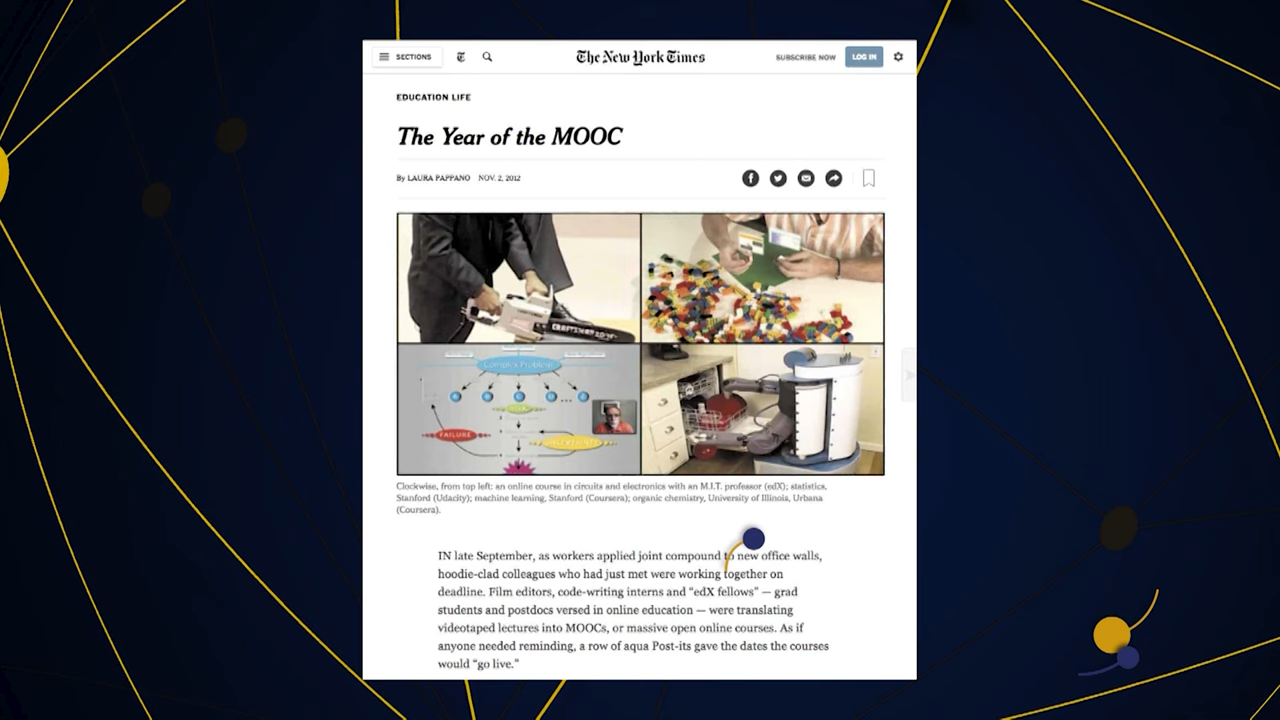 SECTIONS
The New York Times
SUBSCRIBE NOW
LOG IN
EDUCATION LIFE
The Year of the MOOC
By LAURA PAPPANO NOV. 2, 2012
CRAFTSMAN
Complex Problem
FAILURE
Clockwise, from top left: an online course in circuits and electronics with an M.I.T. professor (edX); statistics,
Stanford (Udacity); machine learning, Stanford (Coursera); organic chemistry, University of Illinois, Urbana
(Coursera).
IN late September, as workers applied joint compound to new office walls,
hoodie-clad colleagues who had just met were working together on
deadline. Film editors, code-writing interns and “edX fellows” — grad
students and postdocs versed in online education — were translating
videotaped lectures into MOOCs, or massive open online courses. As if
anyone needed reminding, a row of aqua Post-its gave the dates the courses
would “go live.”